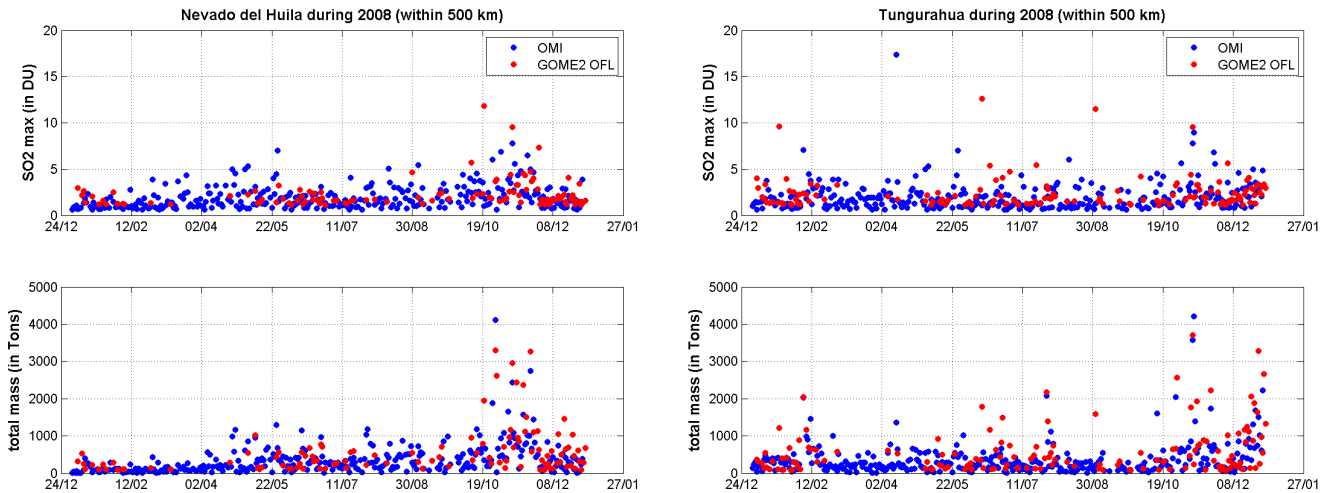 Nevado del Huila during 2008 (within 500 km)
SO2 max (in DU)
20
15
10
5
0
OMI
GOME2 OFL
24/12 12/02 02/04 22/05 11/07 30/08 19/10 08/12 27/01
Tungurahua during 2008 (within 500 km)
SO2 max (in DU)
20
15
10
5
0
OMI
GOME2 OFL
24/12 12/02 02/04 22/05 11/07 30/08 19/10 08/12 27/01
total mass (in Tons)
5000
4000
3000
2000
1000
0
24/12 12/02 02/04 22/05 11/07 30/08 19/10 08/12 27/01
total mass (in Tons)
5000
4000
3000
2000
1000
0
24/12 12/02 02/04 22/05 11/07 30/08 19/10 08/12 27/01